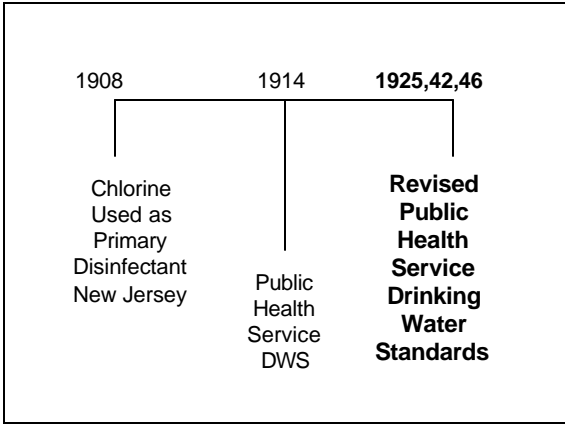 1908
1914
1925,42,46
Chlorine
Used as
Primary
Disinfectant
New Jersey
Public
Health
Service
DWS
Revised
Public
Health
Service
Drinking
Water
Standards